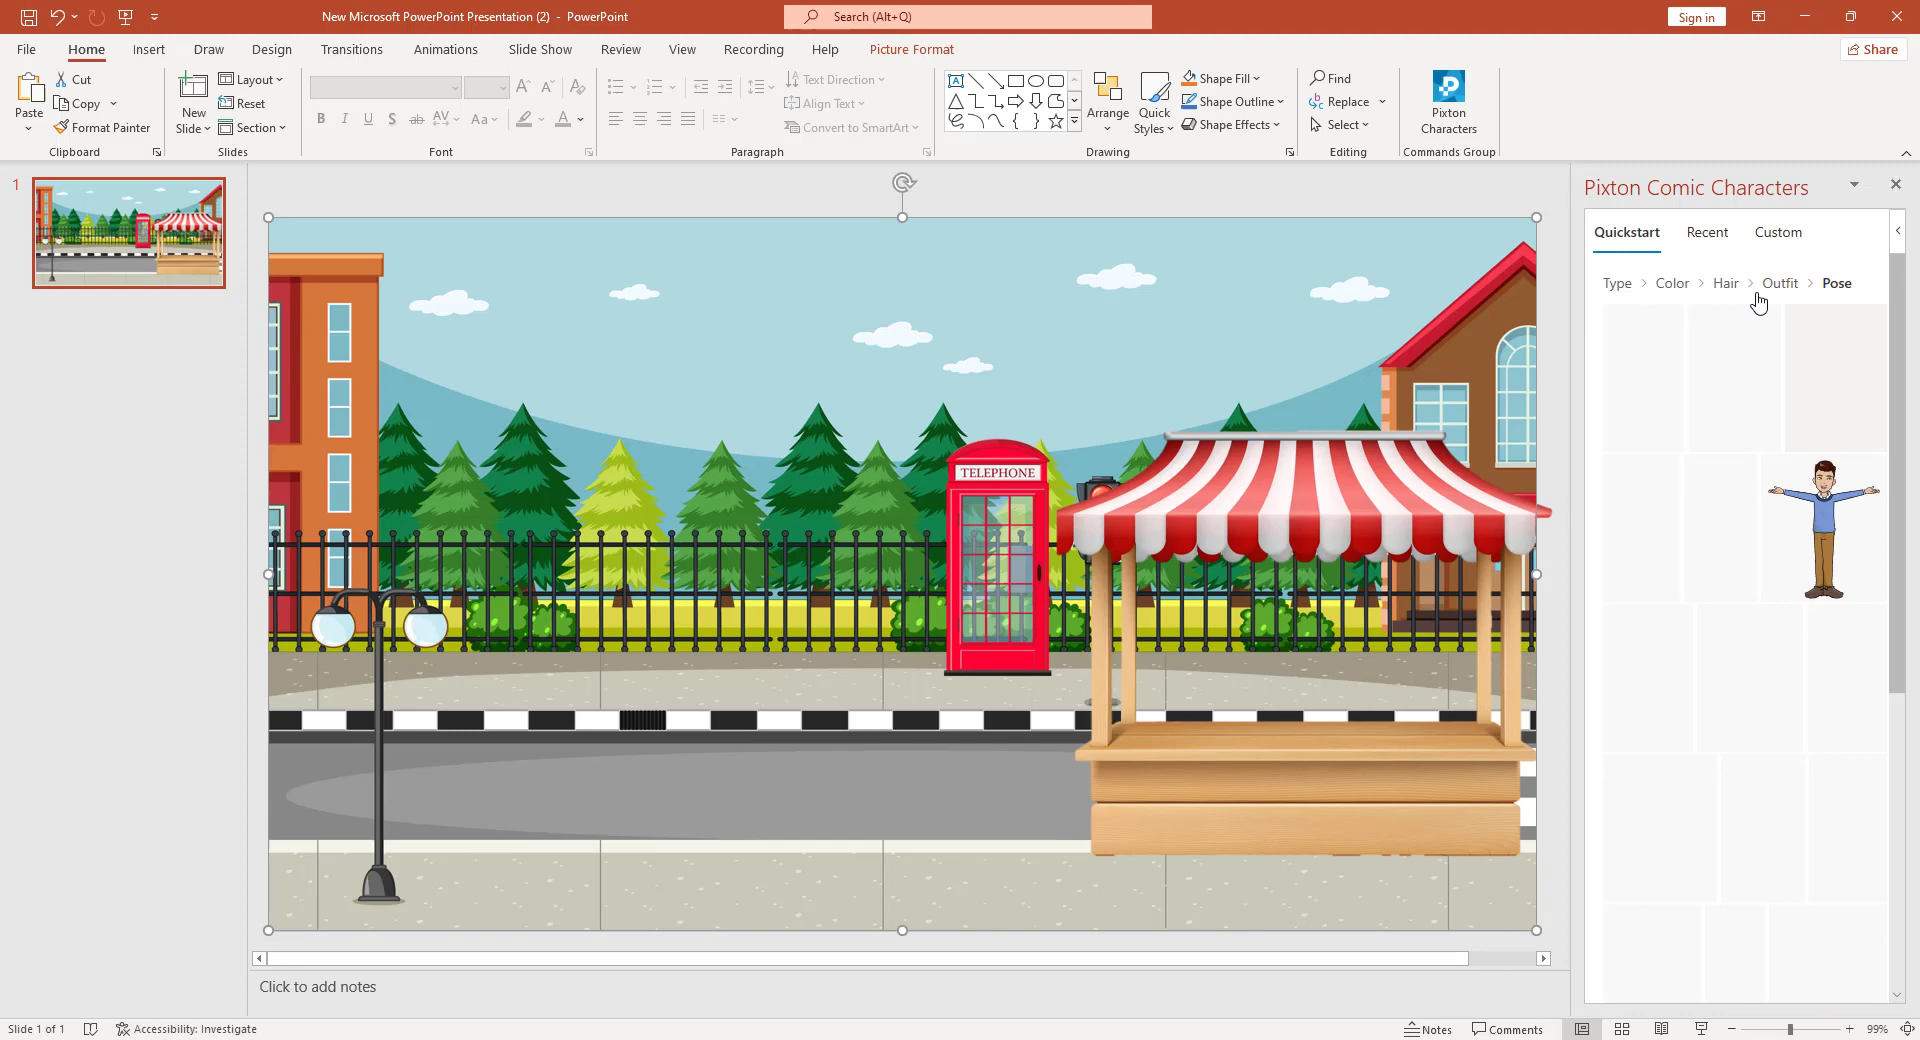 New Microsoft PowerPoint Presentation (2) - PowerPoint
Search (Alt+Q)
Sign in
File Home Insert Draw Design Transitions Animations Slide Show Review View Recording Help Picture Format
Share
Paste
Cut
Copy
Format Painter
Clipboard
New Slide
Layout
Reset
Section
Slides
Font
Text Direction
Align Text
Convert to SmartArt
Paragraph
Arrange
Quick Styles
Shape Fill
Shape Outline
Shape Effects
Drawing
Find
Replace
Select
Editing
Pixton Characters
Commands Group
1
TELEPHONE
Pixton Comic Characters
Quickstart Recent Custom
Type > Color > Hair > Outfit > Pose
Click to add notes
Slide 1 of 1
Accessibility: Investigate
Notes
Comments
99%